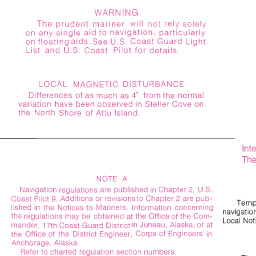 WARNING
The prudent mariner will not rely solely
on any single aid to navigation, particularly
on floating aids. See U.S. Coast Guard Light
List and U.S. Coast Pilot for details.
LOCAL MAGNETIC DISTURBANCE
Differences of as much as 4° from the normal
variation have been observed in Steller Cove on
the North Shore of Attu Island.
NOTE A
Navigation regulations are published in Chapter 2, U.S.
Coast Pilot 9. Additions or revisions to Chapter 2 are pub-
lished in the Notices to Mariners. Information concerning
the regulations may be obtained at the Office of the Com-
mander, 17th Coast Guard District in Juneau, Alaska, or at
the Office of the District Engineer, Corps of Engineers in
Anchorage, Alaska.
Refer to charted regulation section numbers.
Inte
The
Temp
navigation
Local Noti